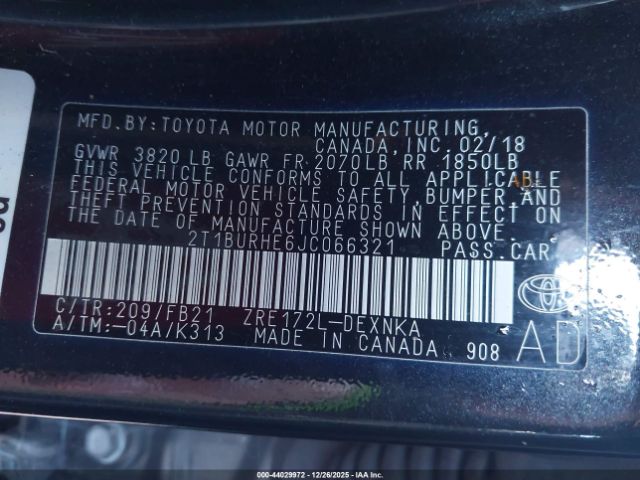 MFD. BY: TOYOTA MOTOR MANUFACTURING,
CANADA, INC. 02/18
GVWR 3820 LB GAWR FR 2070LB RR 1850LB
THIS VEHICLE CONFORMS TO ALL APPLICABLE
FEDERAL MOTOR VEHICLE SAFETY, BUMPER, AND
THEFT PREVENTION STANDARDS IN EFFECT ON
THE DATE OF MANUFACTURE SHOWN ABOVE.
2T1BURHE6JC066321 PASS.CAR
C/TR: 209/FB21 ZRE172L-DEXNKA
A/TM: -04A/K313 MADE IN CANADA 908 AD
000-44029972 | 12/26/2025 | IAA Inc.